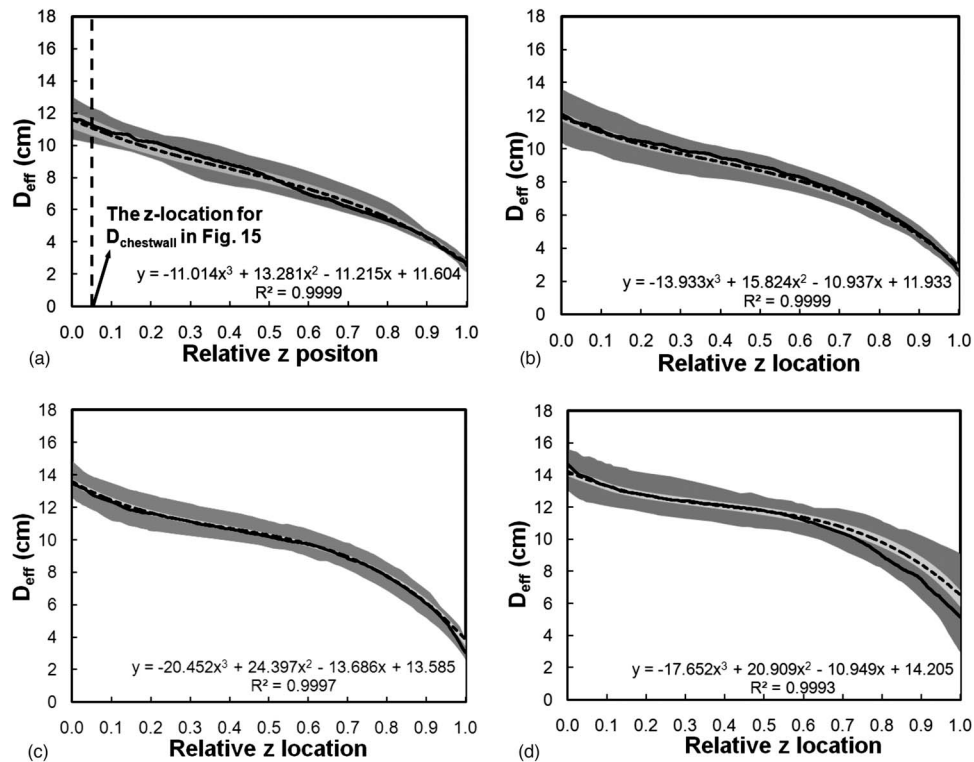 18
16
14
12
10
8
6
4
2
0
D_eff (cm)
The z-location for
D_chestwall in Fig. 15
y = -11.014x³ + 13.281x² - 11.215x + 11.604
R² = 0.9999
0.0 0.1 0.2 0.3 0.4 0.5 0.6 0.7 0.8 0.9 1.0
(a) Relative z positon
18
16
14
12
10
8
6
4
2
0
D_eff (cm)
y = -13.933x³ + 15.824x² - 10.937x + 11.933
R² = 0.9999
0.0 0.1 0.2 0.3 0.4 0.5 0.6 0.7 0.8 0.9 1.0
(b) Relative z location
18
16
14
12
10
8
6
4
2
0
D_eff (cm)
y = -20.452x³ + 24.397x² - 13.686x + 13.585
R² = 0.9997
0.0 0.1 0.2 0.3 0.4 0.5 0.6 0.7 0.8 0.9 1.0
(c) Relative z location
18
16
14
12
10
8
6
4
2
0
D_eff (cm)
y = -17.652x³ + 20.909x² - 10.949x + 14.205
R² = 0.9993
0.0 0.1 0.2 0.3 0.4 0.5 0.6 0.7 0.8 0.9 1.0
(d) Relative z location